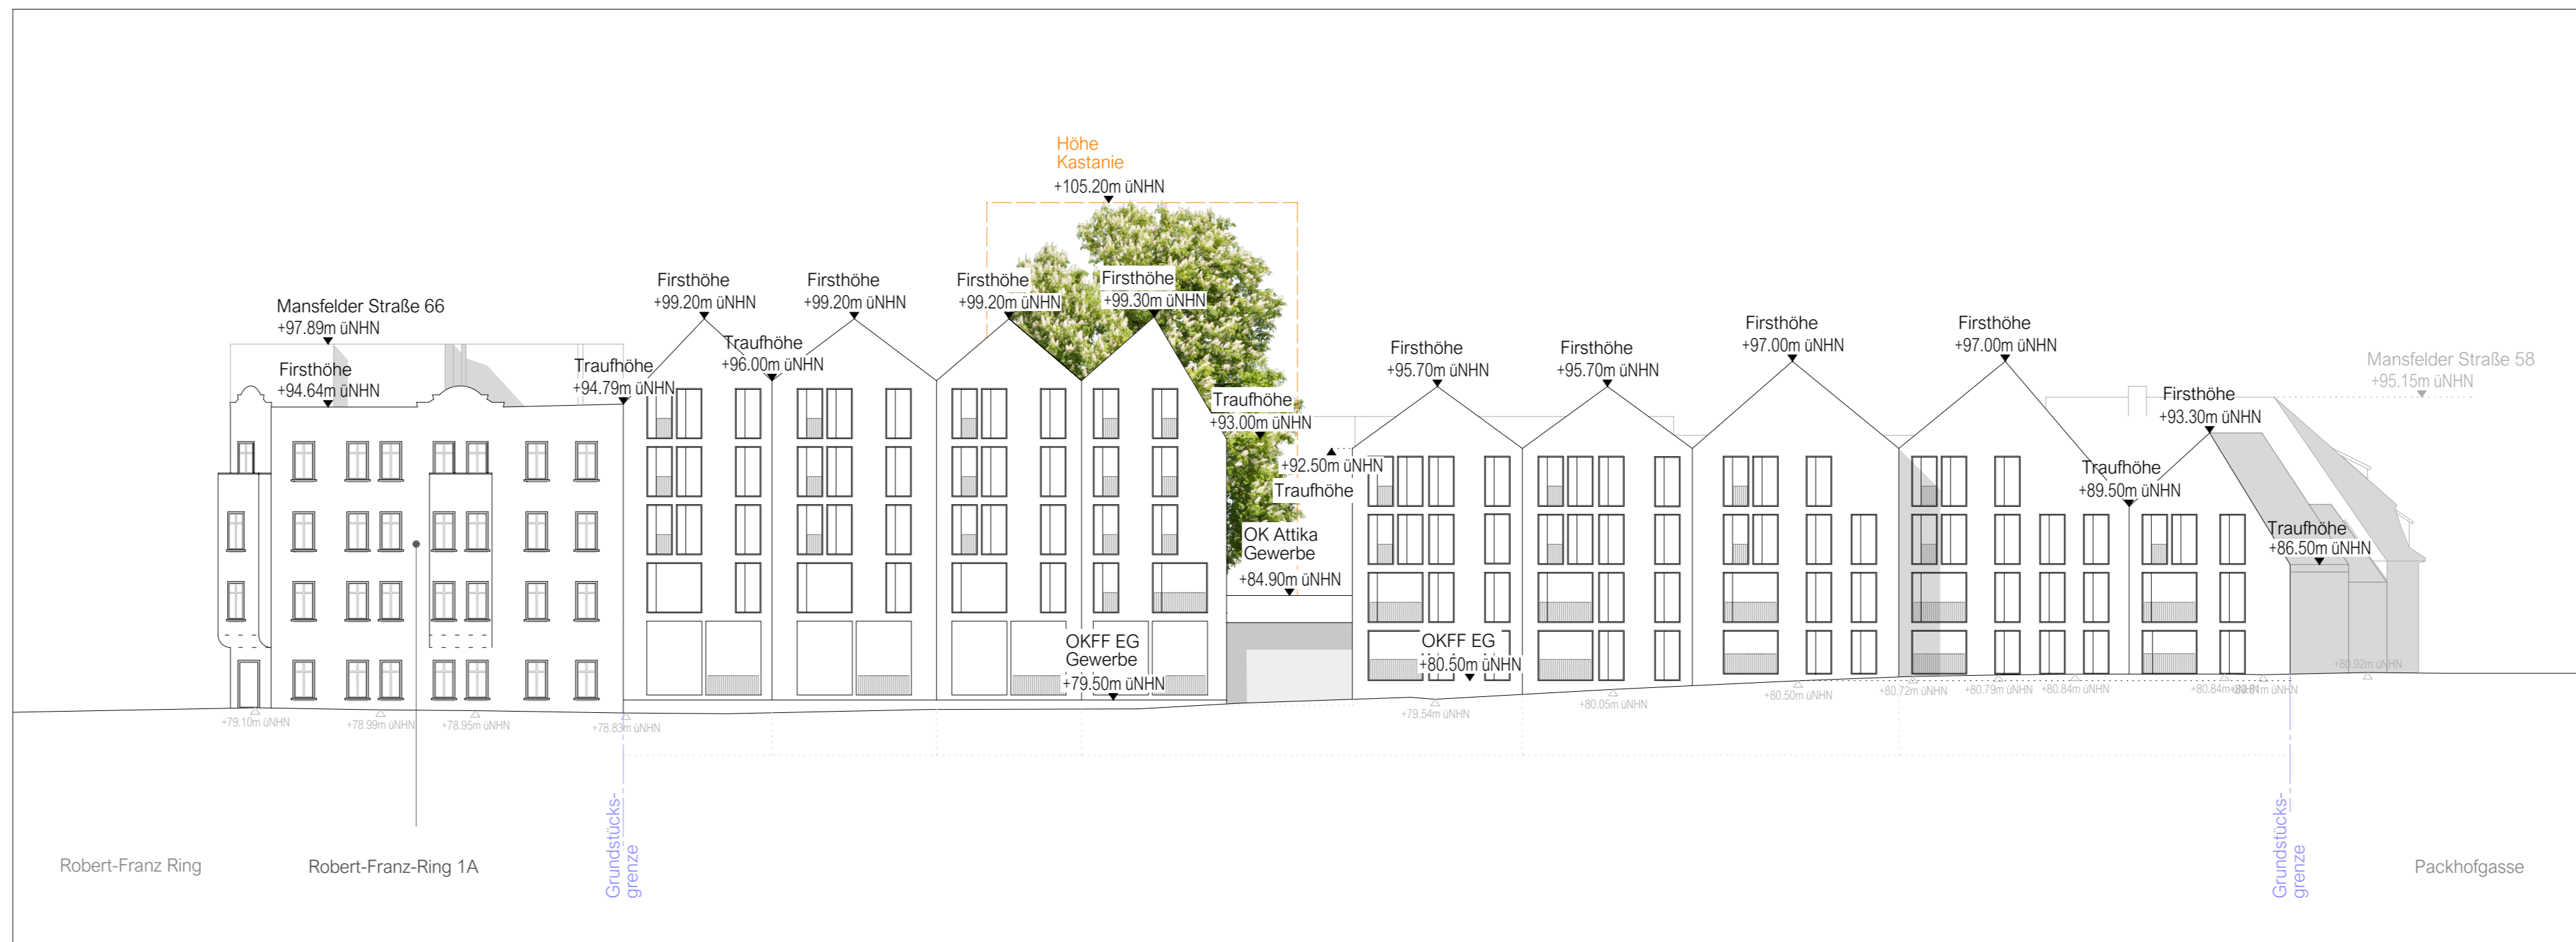 Höhe
Kastanie
+105.20m üNHN
Firsthöhe
+99.20m üNHN
Firsthöhe
+99.20m üNHN
Firsthöhe
+99.20m üNHN
Firsthöhe
+99.30m üNHN
Mansfelder Straße 66
+97.89m üNHN
Firsthöhe
+94.64m üNHN
Traufhöhe
+94.79m üNHN
Traufhöhe
+96.00m üNHN
Firsthöhe
+95.70m üNHN
Firsthöhe
+95.70m üNHN
Firsthöhe
+97.00m üNHN
Firsthöhe
+97.00m üNHN
Mansfelder Straße 58
+95.15m üNHN
Firsthöhe
+93.30m üNHN
Traufhöhe
+93.00m üNHN
+92.50m üNHN
Traufhöhe
Traufhöhe
+89.50m üNHN
Traufhöhe
+86.50m üNHN
OK Attika
Gewerbe
+84.90m üNHN
OKFF EG
Gewerbe
+79.50m üNHN
OKFF EG
+80.50m üNHN
+79.10m üNHN
+78.99m üNHN
+78.95m üNHN
+78.83m üNHN
+79.54m üNHN
+80.05m üNHN
+80.50m üNHN
+80.72m üNHN
+80.79m üNHN
+80.84m üNHN
+80.84m üNHN
+80.92m üNHN
Grundstücks-
grenze
Grundstücks-
grenze
Robert-Franz Ring
Robert-Franz-Ring 1A
Packhofgasse